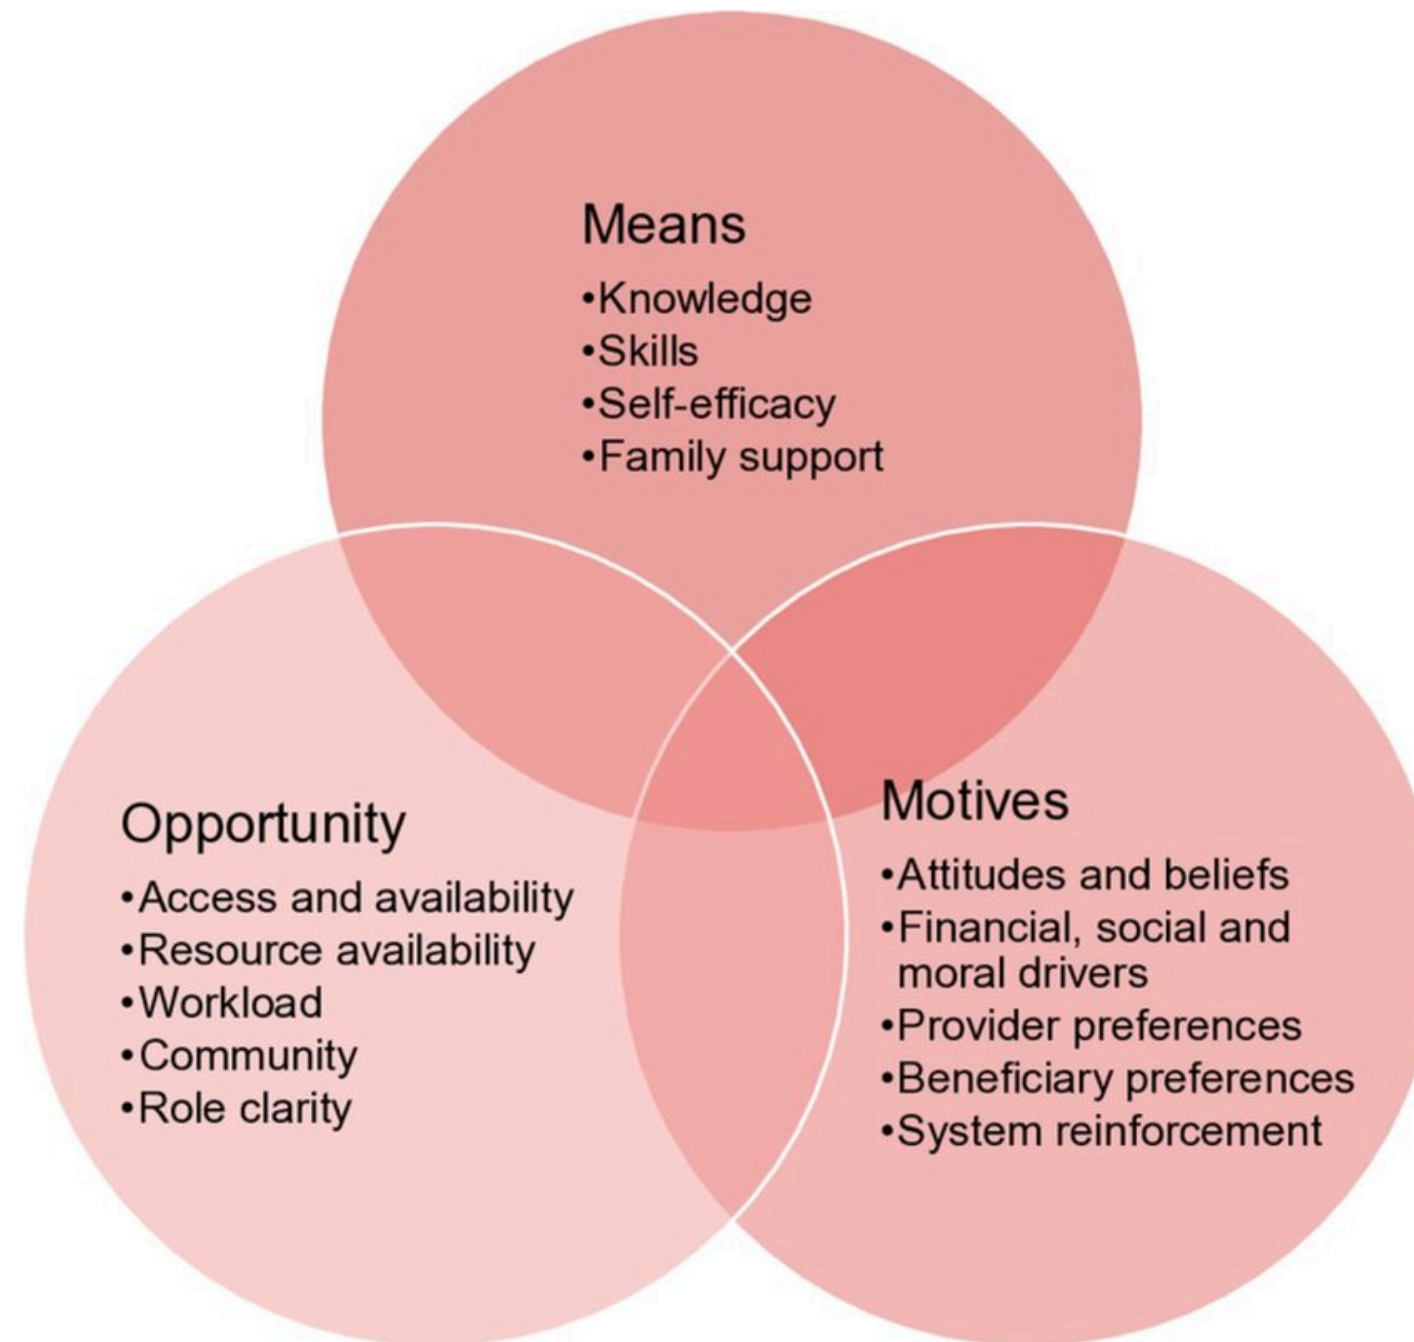 Means
•Knowledge
•Skills
•Self-efficacy
•Family support
Opportunity
•Access and availability
•Resource availability
•Workload
•Community
•Role clarity
Motives
•Attitudes and beliefs
•Financial, social and
moral drivers
•Provider preferences
•Beneficiary preferences
•System reinforcement